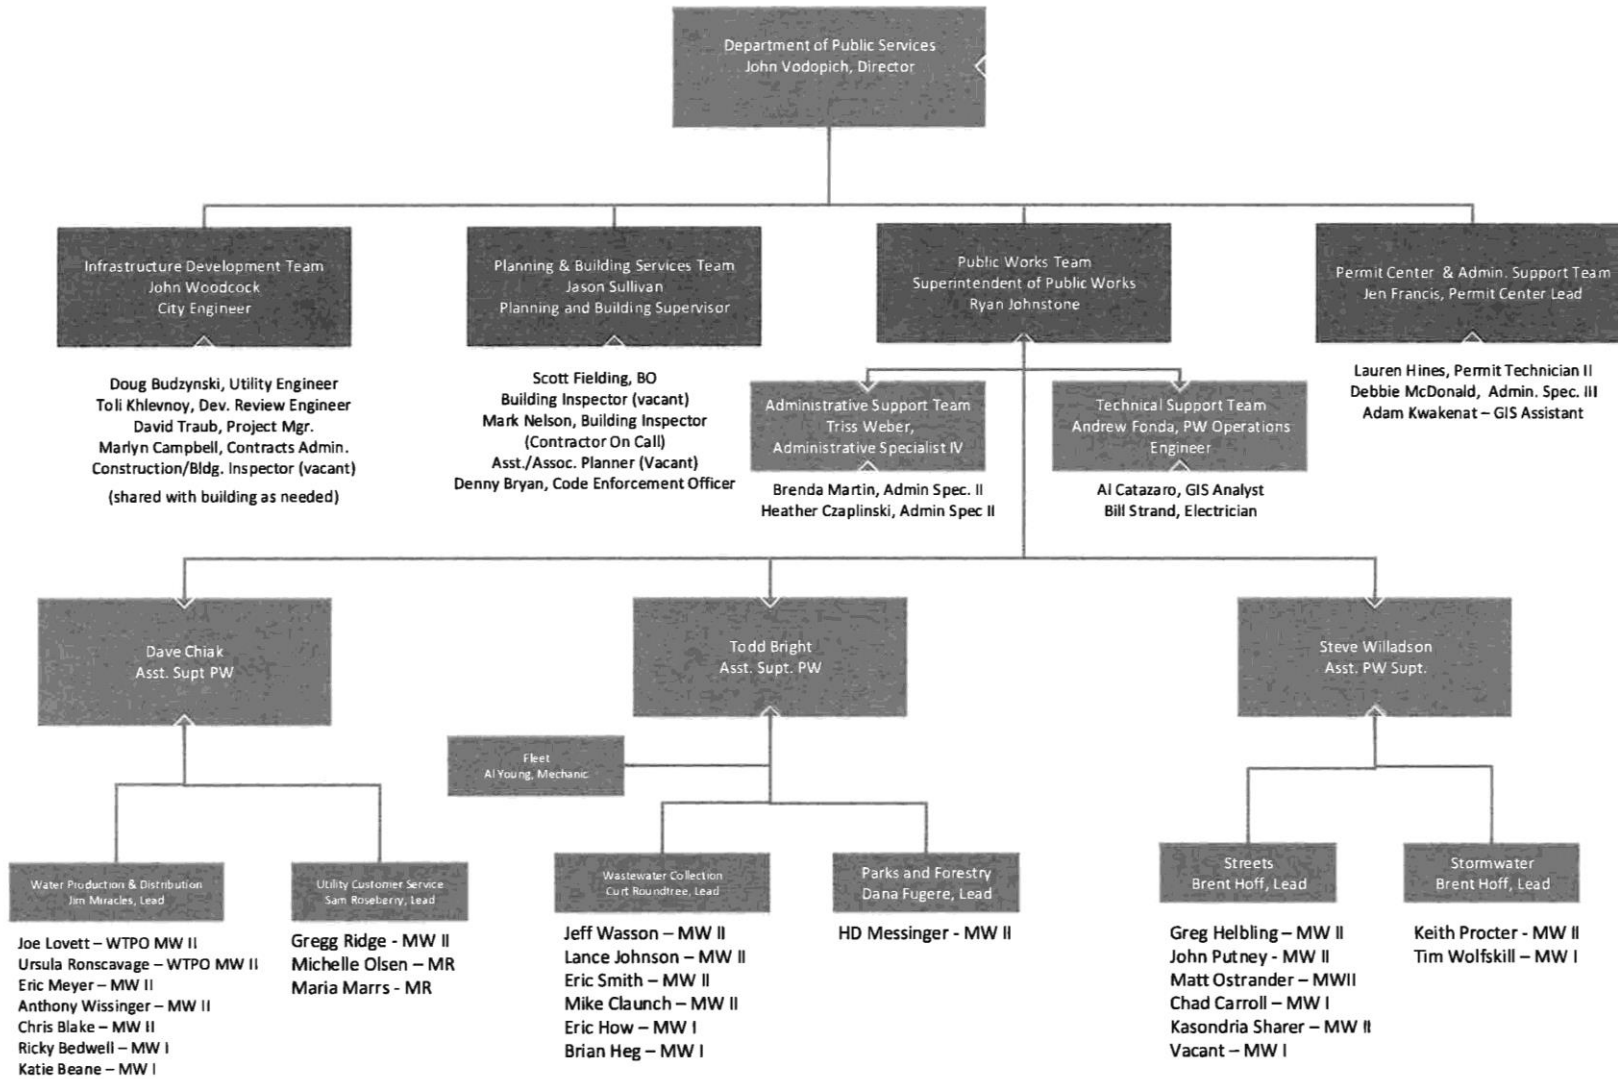 Department of Public Services
John Vodopich, Director
Infrastructure Development Team
John Woodcock
City Engineer
Planning & Building Services Team
Jason Sullivan
Planning and Building Supervisor
Public Works Team
Superintendent of Public Works
Ryan Johnstone
Permit Center & Admin. Support Team
Jen Francis, Permit Center Lead
Doug Budzynski, Utility Engineer
Toli Khlevnoy, Dev. Review Engineer
David Traub, Project Mgr.
Marlyn Campbell, Contracts Admin.
Construction/Bldg. Inspector (vacant)
(shared with building as needed)
Scott Fielding, BO
Building Inspector (vacant)
Mark Nelson, Building Inspector
(Contractor On Call)
Asst./Assoc. Planner (Vacant)
Denny Bryan, Code Enforcement Officer
Administrative Support Team
Triss Weber,
Administrative Specialist IV
Brenda Martin, Admin Spec. II
Heather Czaplinski, Admin Spec II
Technical Support Team
Andrew Fonda, PW Operations
Engineer
Al Catazaro, GIS Analyst
Bill Strand, Electrician
Lauren Hines, Permit Technician II
Debbie McDonald, Admin. Spec. III
Adam Kwakenat – GIS Assistant
Dave Chiak
Asst. Supt PW
Todd Bright
Asst. Supt. PW
Steve Willadson
Asst. PW Supt.
Fleet
Al Young, Mechanic
Water Production & Distribution
Jim Miracles, Lead
Joe Lovett – WTPO MW II
Ursula Ronscavage – WTPO MW II
Eric Meyer – MW II
Anthony Wissinger – MW II
Chris Blake – MW II
Ricky Bedwell – MW I
Katie Beane – MW I
Utility Customer Service
Sam Roseberry, Lead
Gregg Ridge - MW II
Michelle Olsen – MR
Maria Marrs - MR
Wastewater Collection
Curt Roundtree, Lead
Jeff Wasson – MW II
Lance Johnson – MW II
Eric Smith – MW II
Mike Claunch – MW II
Eric How – MW I
Brian Heg – MW I
Parks and Forestry
Dana Fugere, Lead
HD Messinger - MW II
Streets
Brent Hoff, Lead
Greg Helbling – MW II
John Putney - MW II
Matt Ostrander - MWII
Chad Carroll – MW I
Kasondria Sharer – MW II
Vacant – MW I
Stormwater
Brent Hoff, Lead
Keith Procter - MW II
Tim Wolfskill – MW I